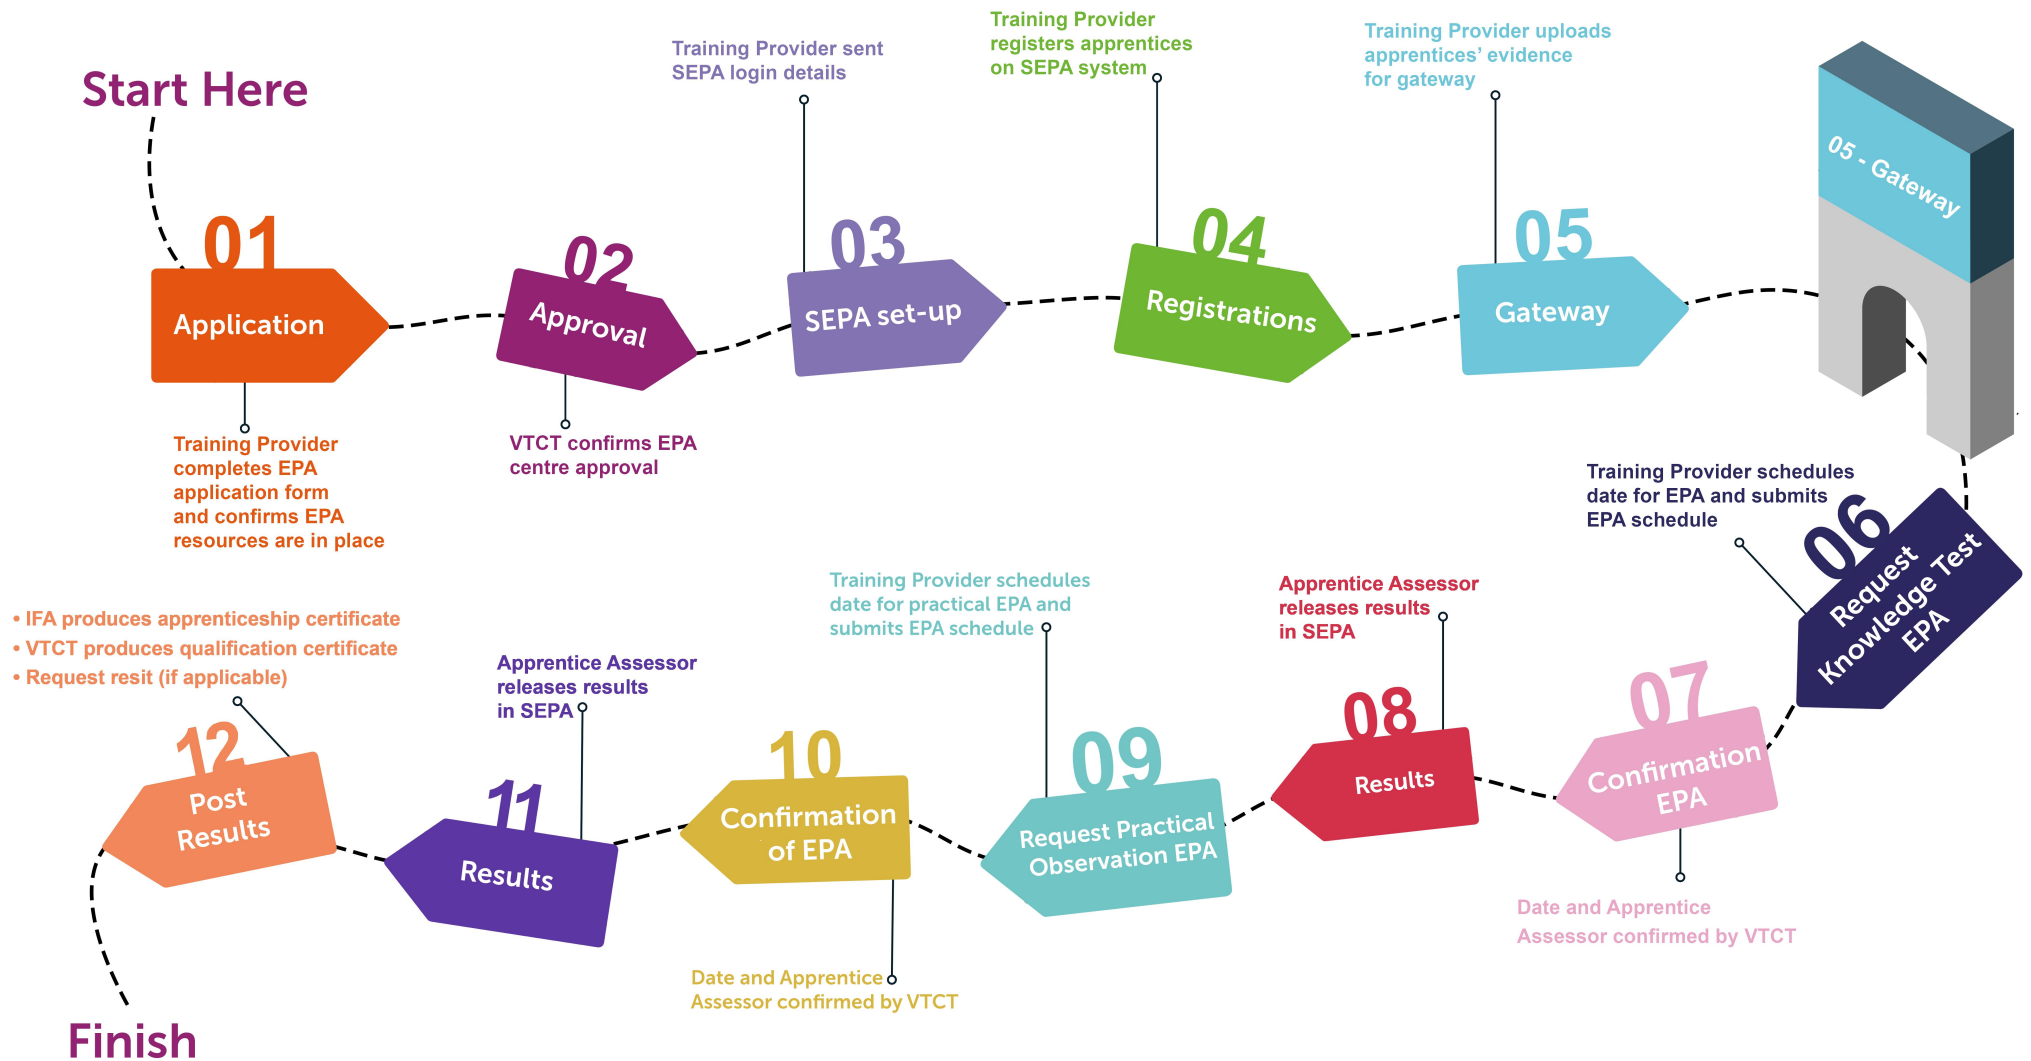 Start Here
01
Application
Training Provider
completes EPA
application form
and confirms EPA
resources are in place
02
Approval
VTCT confirms EPA
centre approval
Training Provider sent
SEPA login details
03
SEPA set-up
Training Provider
registers apprentices
on SEPA system
04
Registrations
Training Provider uploads
apprentices’ evidence
for gateway
05
Gateway
05 - Gateway
Training Provider schedules
date for EPA and submits
EPA schedule
06
Request
Knowledge Test
EPA
07
Confirmation
EPA
Date and Apprentice
Assessor confirmed by VTCT
Apprentice Assessor
releases results
in SEPA
08
Results
Training Provider schedules
date for practical EPA and
submits EPA schedule
09
Request Practical
Observation EPA
10
Confirmation
of EPA
Date and Apprentice
Assessor confirmed by VTCT
Apprentice Assessor
releases results
in SEPA
11
Results
• IFA produces apprenticeship certificate
• VTCT produces qualification certificate
• Request resit (if applicable)
12
Post
Results
Finish